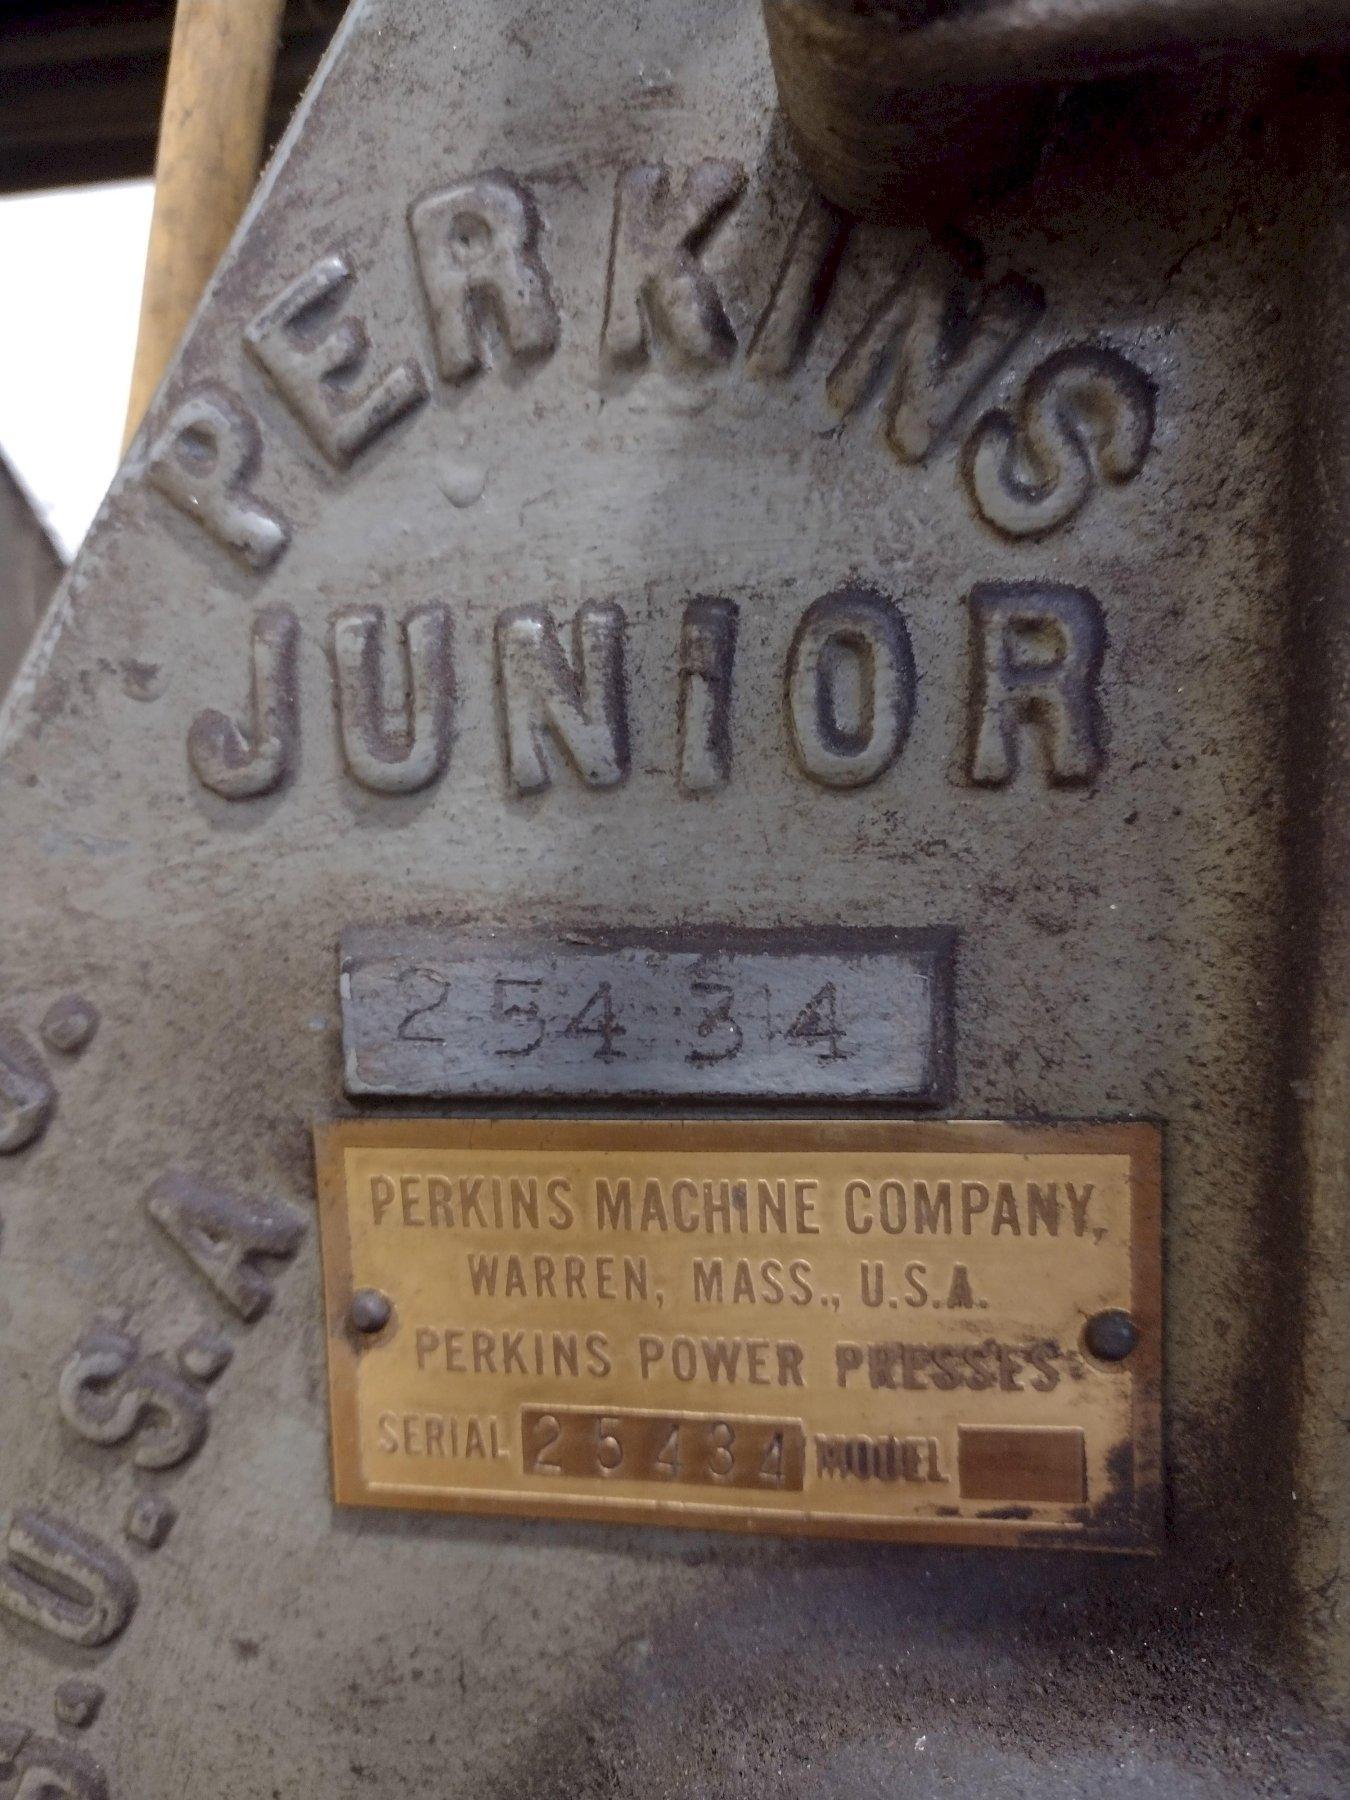 PERKINS
JUNIOR
25434
PERKINS MACHINE COMPANY,
WARREN, MASS., U.S.A.
PERKINS POWER PRESSES
SERIAL 25434 MODEL
U.S.A.